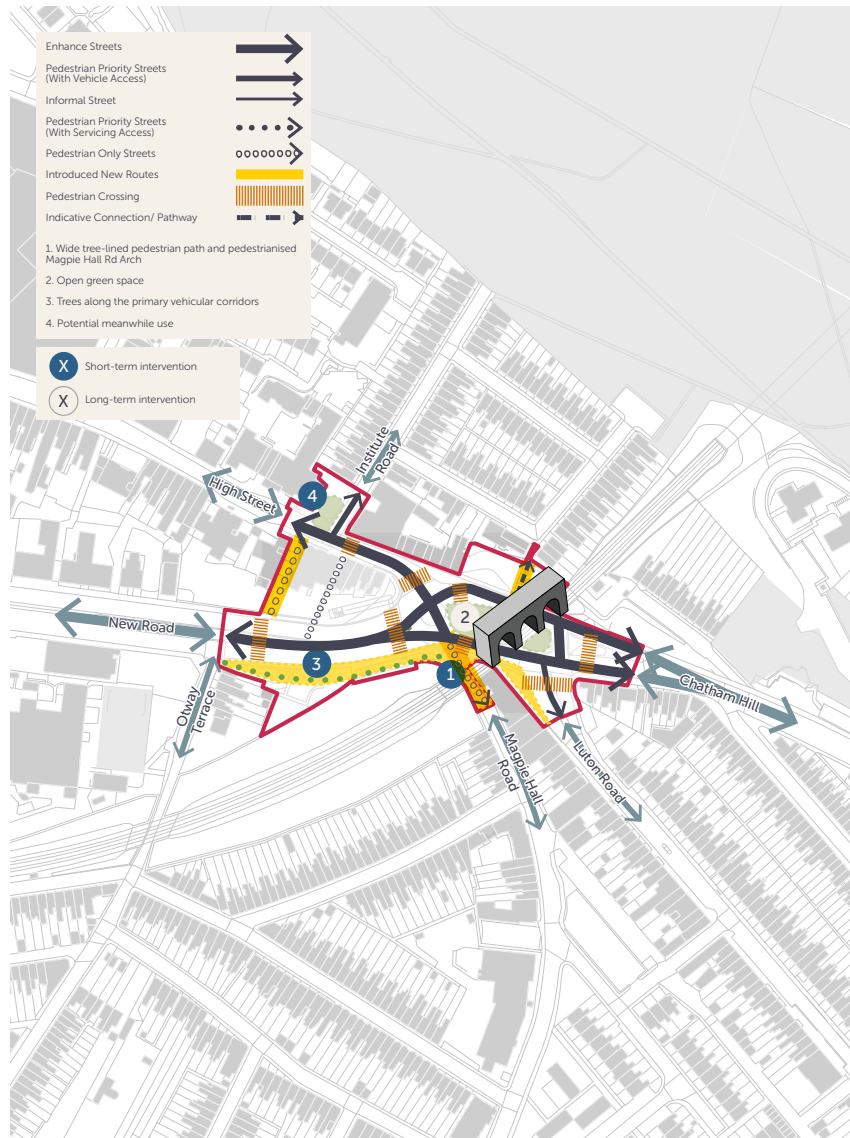 Enhance Streets
Pedestrian Priority Streets
(With Vehicle Access)
Informal Street
Pedestrian Priority Streets
(With Servicing Access)
Pedestrian Only Streets
Introduced New Routes
Pedestrian Crossing
Indicative Connection/ Pathway
1. Wide tree-lined pedestrian path and pedestrianised
Magpie Hall Rd Arch
2. Open green space
3. Trees along the primary vehicular corridors
4. Potential meanwhile use
X Short-term intervention
X Long-term intervention
Institute
Road
High Street
4
New Road
2
3
1
Otway
Terrace
Chatham Hill
Magpie Hall
Road
Luton Road